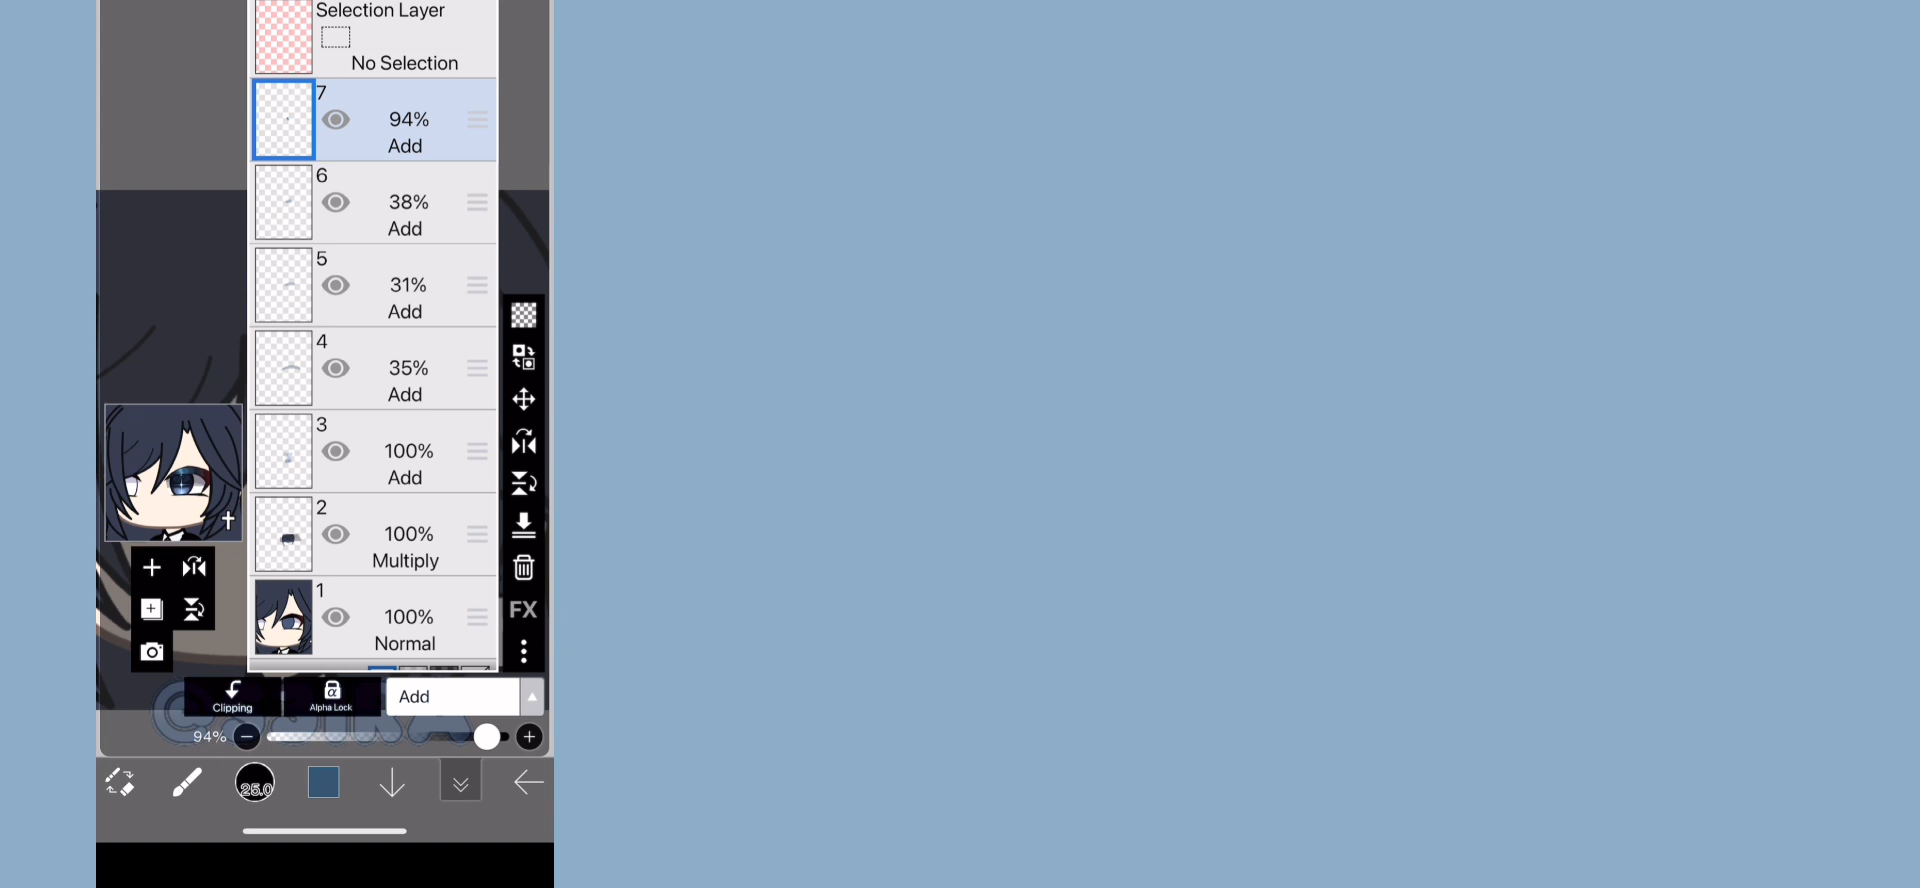 Selection Layer
No Selection
7
94%
Add
6
38%
Add
5
31%
Add
4
35%
Add
3
100%
Add
2
100%
Multiply
1
100%
Normal
FX
Clipping
α
Alpha Lock
Add
94%
25.0